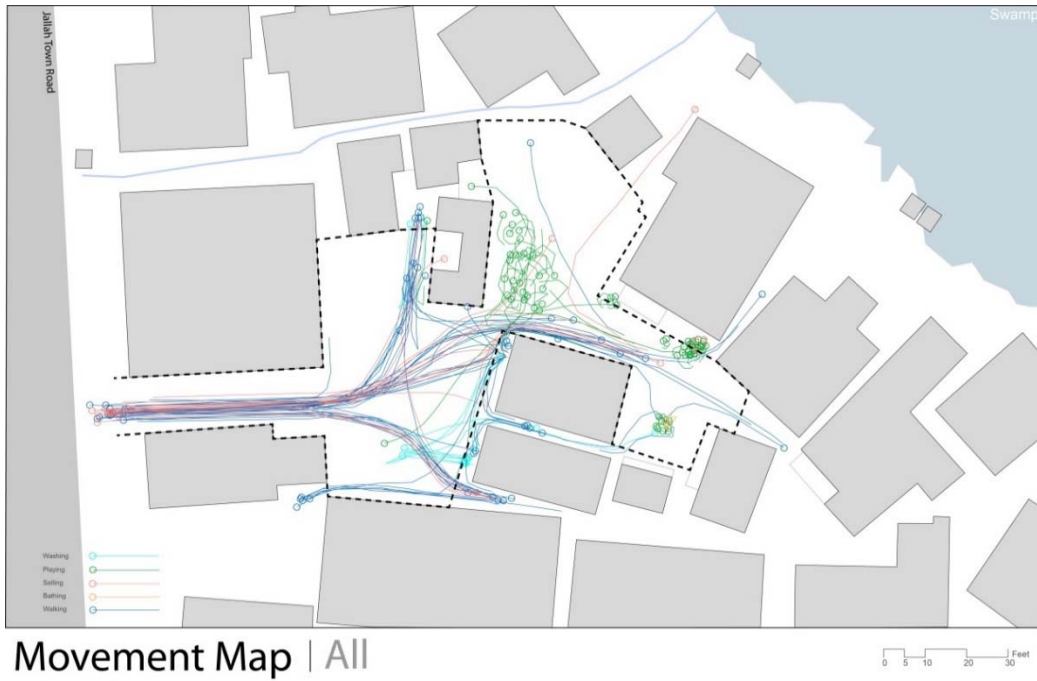 Jallah Town Road
Swamp
Washing
Playing
Selling
Bathing
Walking
Movement Map | All
0 5 10 20 30 Feet